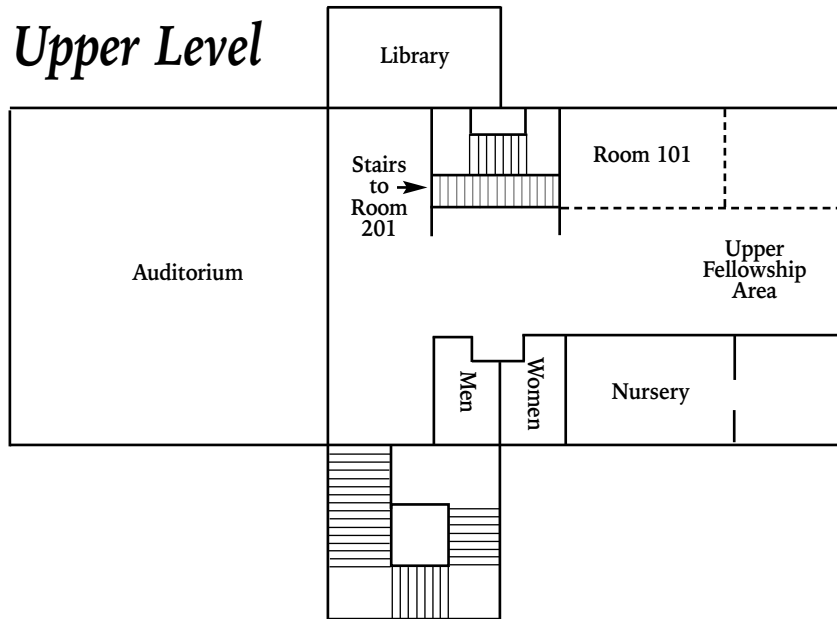 Upper Level
Library
Stairs
to
Room
201
Room 101
Auditorium
Upper
Fellowship
Area
Men
Women
Nursery